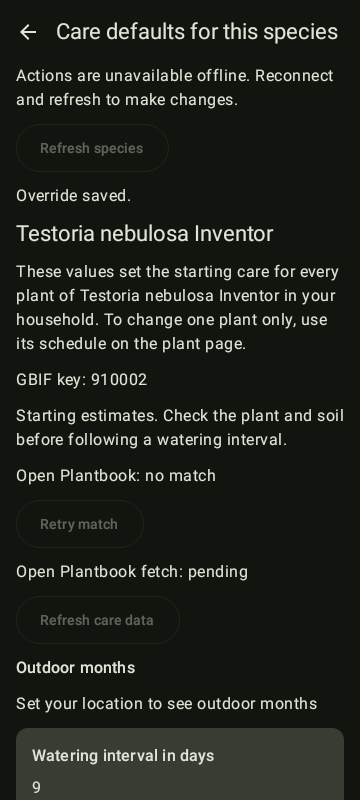 Care defaults for this species
Actions are unavailable offline. Reconnect
and refresh to make changes.
Refresh species
Override saved.
Testoria nebulosa Inventor
These values set the starting care for every
plant of Testoria nebulosa Inventor in your
household. To change one plant only, use
its schedule on the plant page.
GBIF key: 910002
Starting estimates. Check the plant and soil
before following a watering interval.
Open Plantbook: no match
Retry match
Open Plantbook fetch: pending
Refresh care data
Outdoor months
Set your location to see outdoor months
Watering interval in days
9